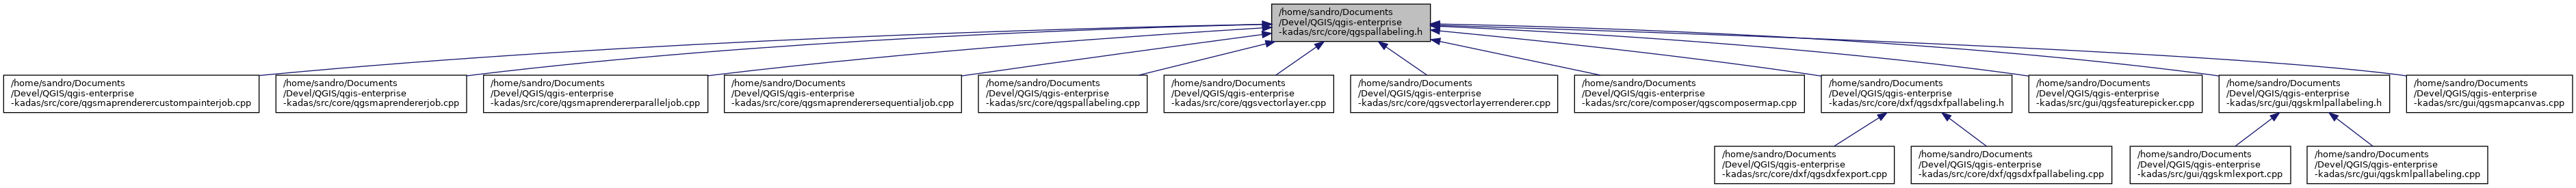 /home/sandro/Documents
/Devel/QGIS/qgis-enterprise
-kadas/src/core/qgspallabeling.h
/home/sandro/Documents
/Devel/QGIS/qgis-enterprise
-kadas/src/core/qgsmaprenderercustompainterjob.cpp
/home/sandro/Documents
/Devel/QGIS/qgis-enterprise
-kadas/src/core/qgsmaprendererjob.cpp
/home/sandro/Documents
/Devel/QGIS/qgis-enterprise
-kadas/src/core/qgsmaprendererparalleljob.cpp
/home/sandro/Documents
/Devel/QGIS/qgis-enterprise
-kadas/src/core/qgsmaprenderersequentialjob.cpp
/home/sandro/Documents
/Devel/QGIS/qgis-enterprise
-kadas/src/core/qgspallabeling.cpp
/home/sandro/Documents
/Devel/QGIS/qgis-enterprise
-kadas/src/core/qgsvectorlayer.cpp
/home/sandro/Documents
/Devel/QGIS/qgis-enterprise
-kadas/src/core/qgsvectorlayerrenderer.cpp
/home/sandro/Documents
/Devel/QGIS/qgis-enterprise
-kadas/src/core/composer/qgscomposermap.cpp
/home/sandro/Documents
/Devel/QGIS/qgis-enterprise
-kadas/src/core/dxf/qgsdxfpallabeling.h
/home/sandro/Documents
/Devel/QGIS/qgis-enterprise
-kadas/src/gui/qgsfeaturepicker.cpp
/home/sandro/Documents
/Devel/QGIS/qgis-enterprise
-kadas/src/gui/qgskmlpallabeling.h
/home/sandro/Documents
/Devel/QGIS/qgis-enterprise
-kadas/src/gui/qgsmapcanvas.cpp
/home/sandro/Documents
/Devel/QGIS/qgis-enterprise
-kadas/src/core/dxf/qgsdxfexport.cpp
/home/sandro/Documents
/Devel/QGIS/qgis-enterprise
-kadas/src/core/dxf/qgsdxfpallabeling.cpp
/home/sandro/Documents
/Devel/QGIS/qgis-enterprise
-kadas/src/gui/qgskmlexport.cpp
/home/sandro/Documents
/Devel/QGIS/qgis-enterprise
-kadas/src/gui/qgskmlpallabeling.cpp